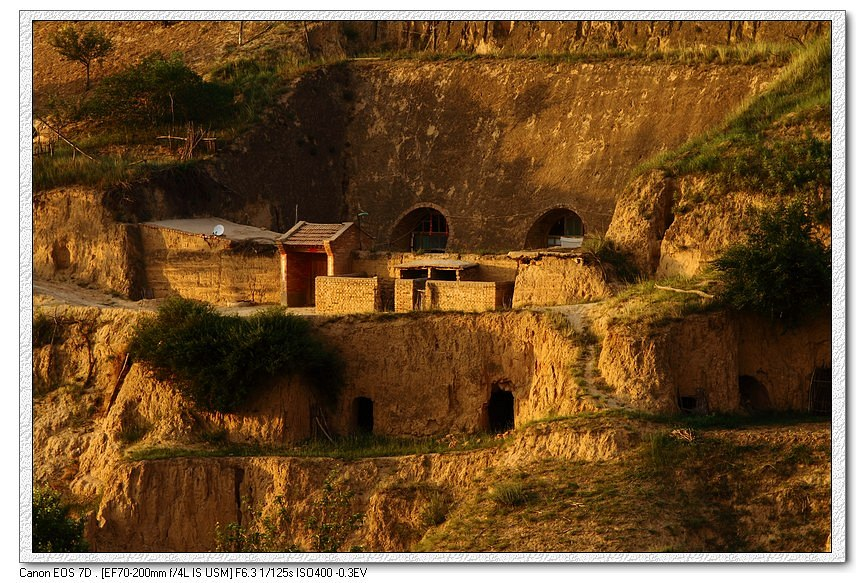 Canon EOS 7D . [EF70-200mm f/4L IS USM] F6.3 1/125s ISO400 -0.3EV